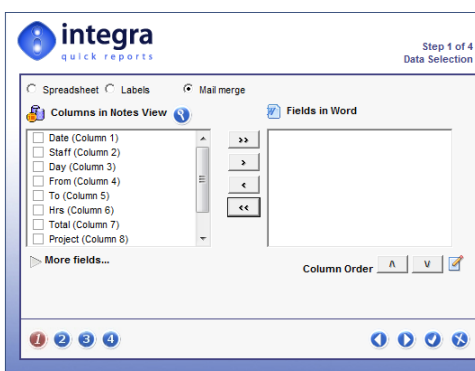 integra
quick reports
Step 1 of 4
Data Selection
Spreadsheet Labels Mail merge
Columns in Notes View
Fields in Word
Date (Column 1)
Staff (Column 2)
Day (Column 3)
From (Column 4)
To (Column 5)
Hrs (Column 6)
Total (Column 7)
Project (Column 8)
>>
>
<
<<
More fields...
Column Order
1 2 3 4